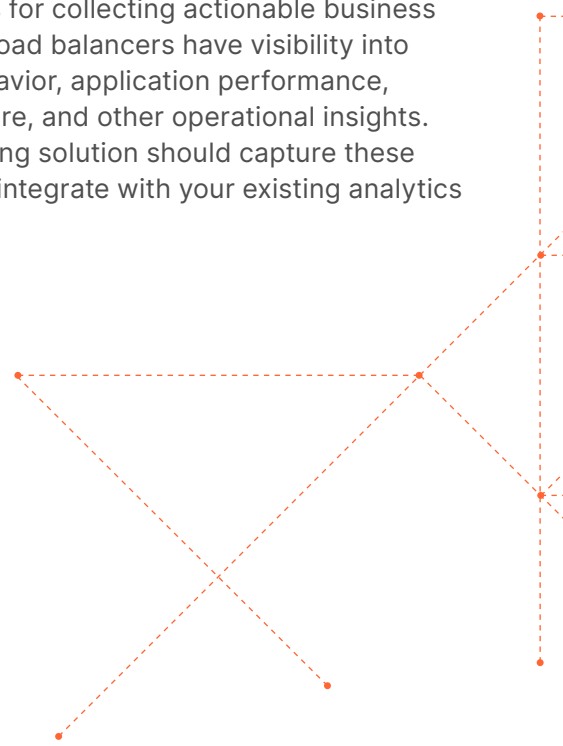 for collecting actionable business
oad balancers have visibility into
avior, application performance,
re, and other operational insights.
ng solution should capture these
integrate with your existing analytics